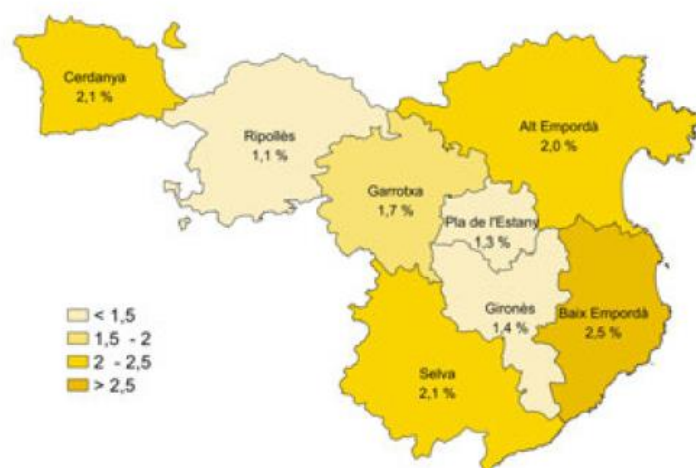 Cerdanya
2,1 %
Ripollès
1,1 %
Alt Empordà
2,0 %
Garrotxa
1,7 %
Pla de l'Estany
1,3 %
Gironès
1,4 %
Baix Empordà
2,5 %
Selva
2,1 %
< 1,5
1,5 - 2
2 - 2,5
> 2,5